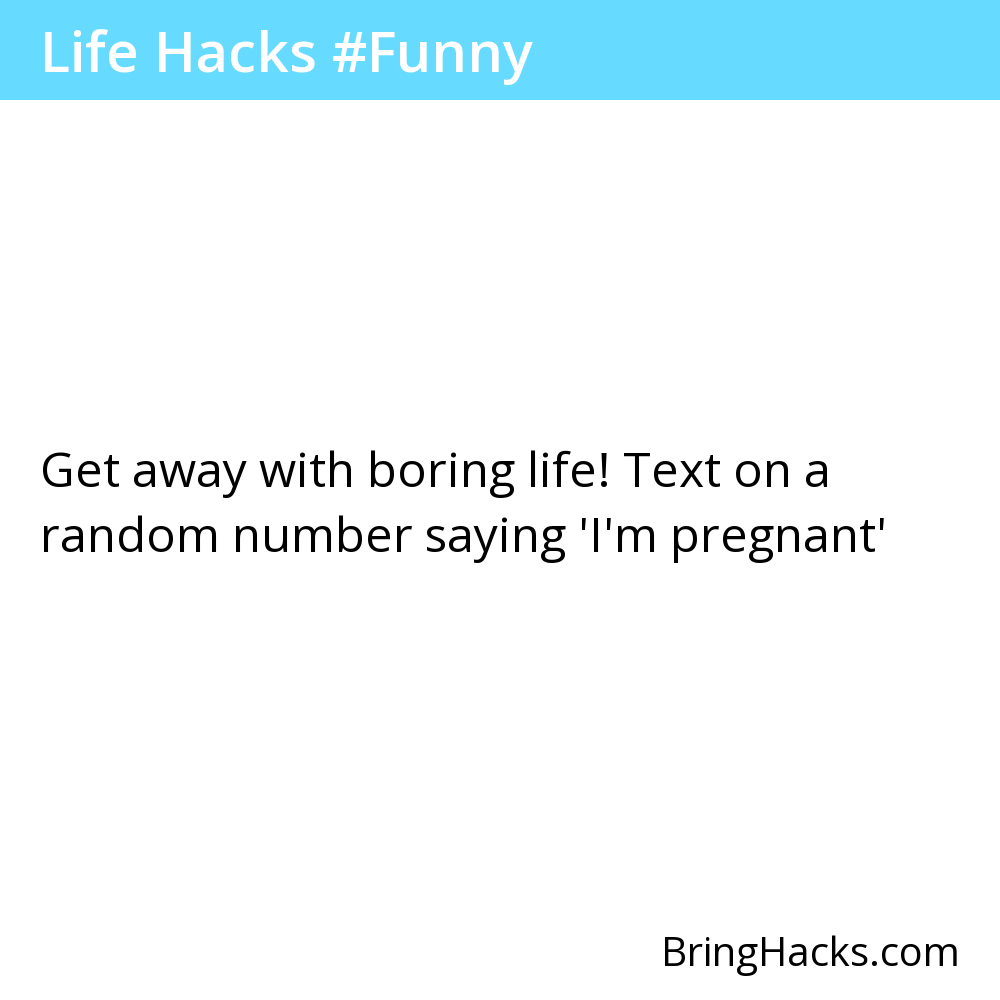 Life Hacks #Funny
Get away with boring life! Text on a
random number saying 'I'm pregnant'
BringHacks.com